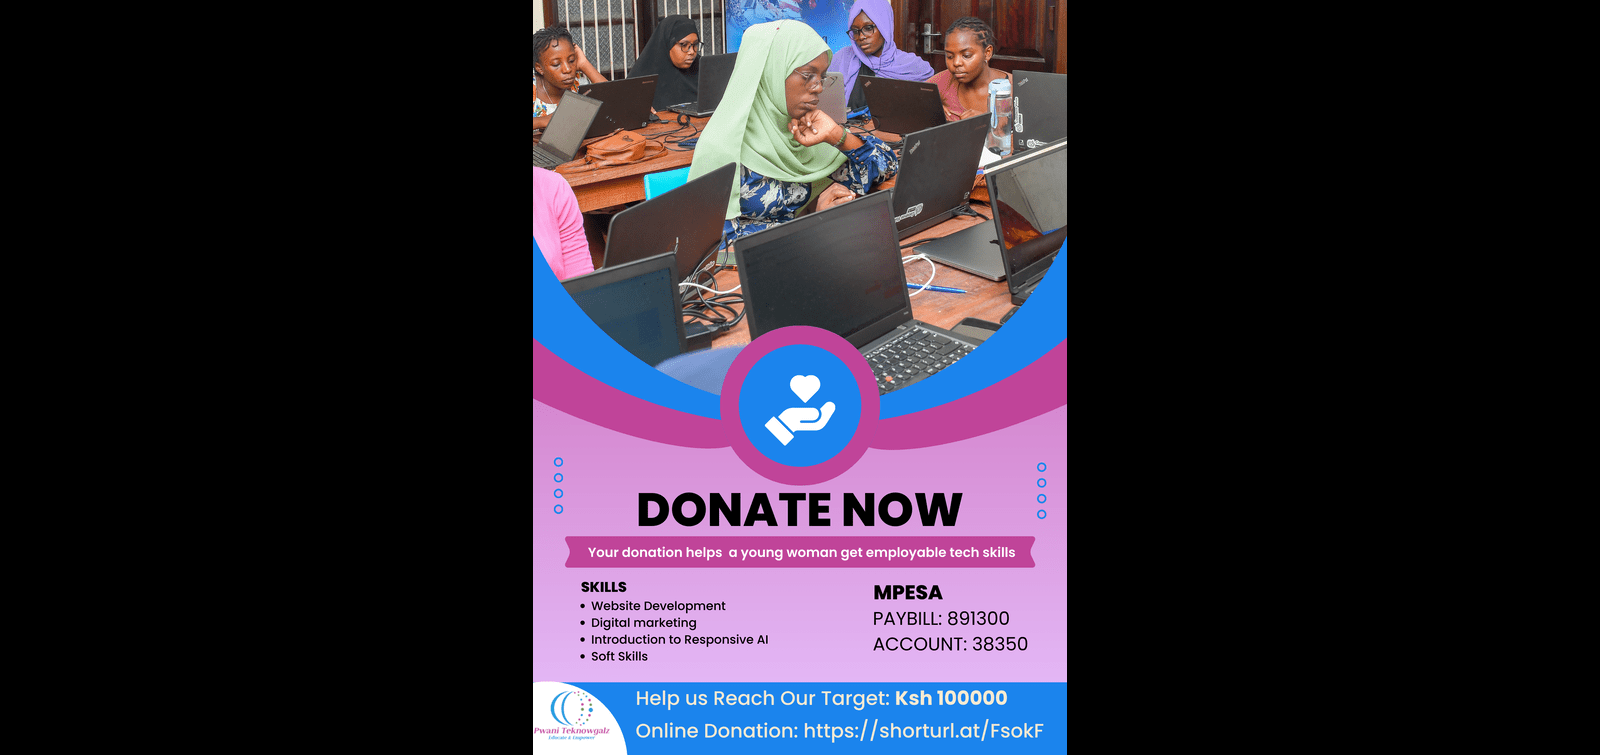 DONATE NOW
Your donation helps a young woman get employable tech skills
SKILLS
Website Development
Digital marketing
Introduction to Responsive AI
Soft Skills
MPESA
PAYBILL: 891300
ACCOUNT: 38350
Help us Reach Our Target: Ksh 100000
Online Donation: https://shorturl.at/FsokF
Pwani Teknowgalz
Educate & Empower